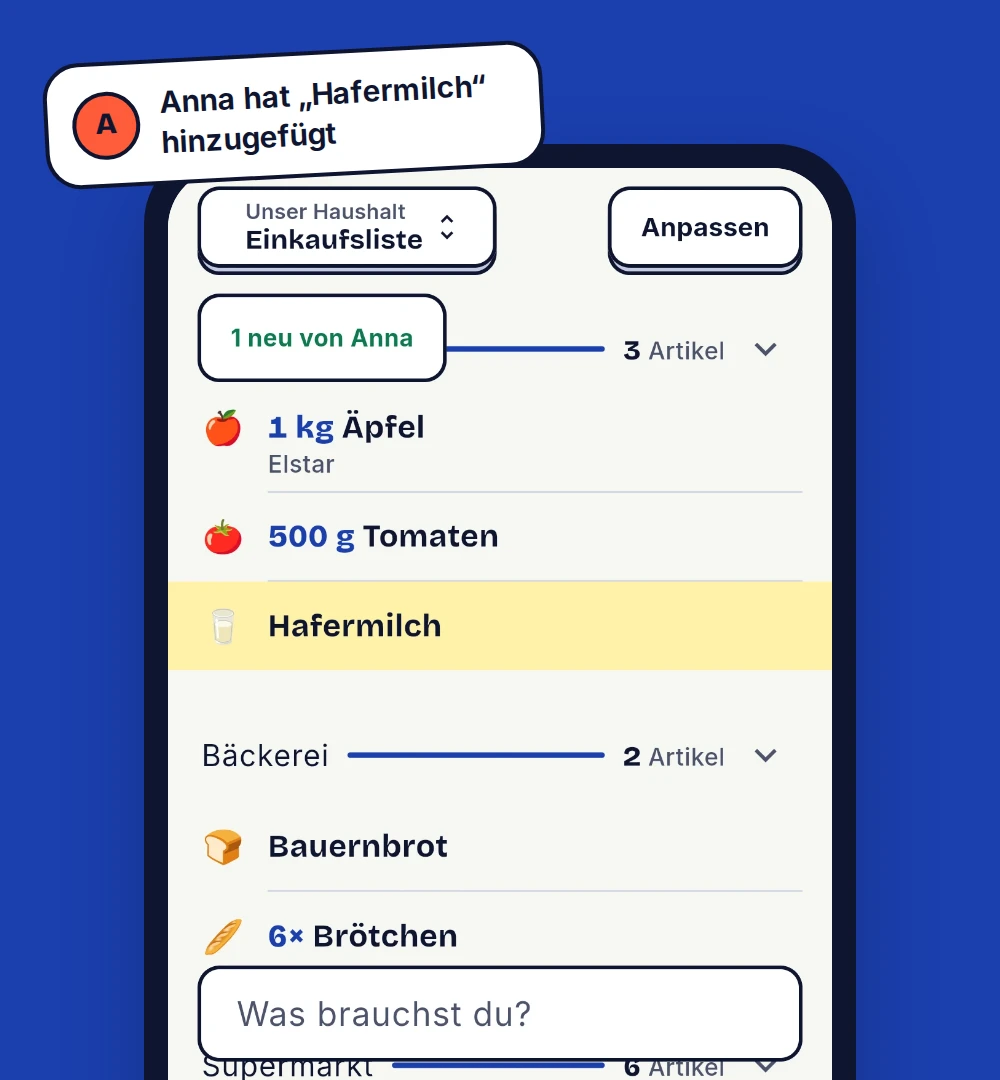 A
Anna hat „Hafermilch“
hinzugefügt
Unser Haushalt
Einkaufsliste
Anpassen
1 neu von Anna
3 Artikel
1 kg Äpfel
Elstar
500 g Tomaten
Hafermilch
Bäckerei
2 Artikel
Bauernbrot
6× Brötchen
Was brauchst du?
Supermarkt
6 Artikel